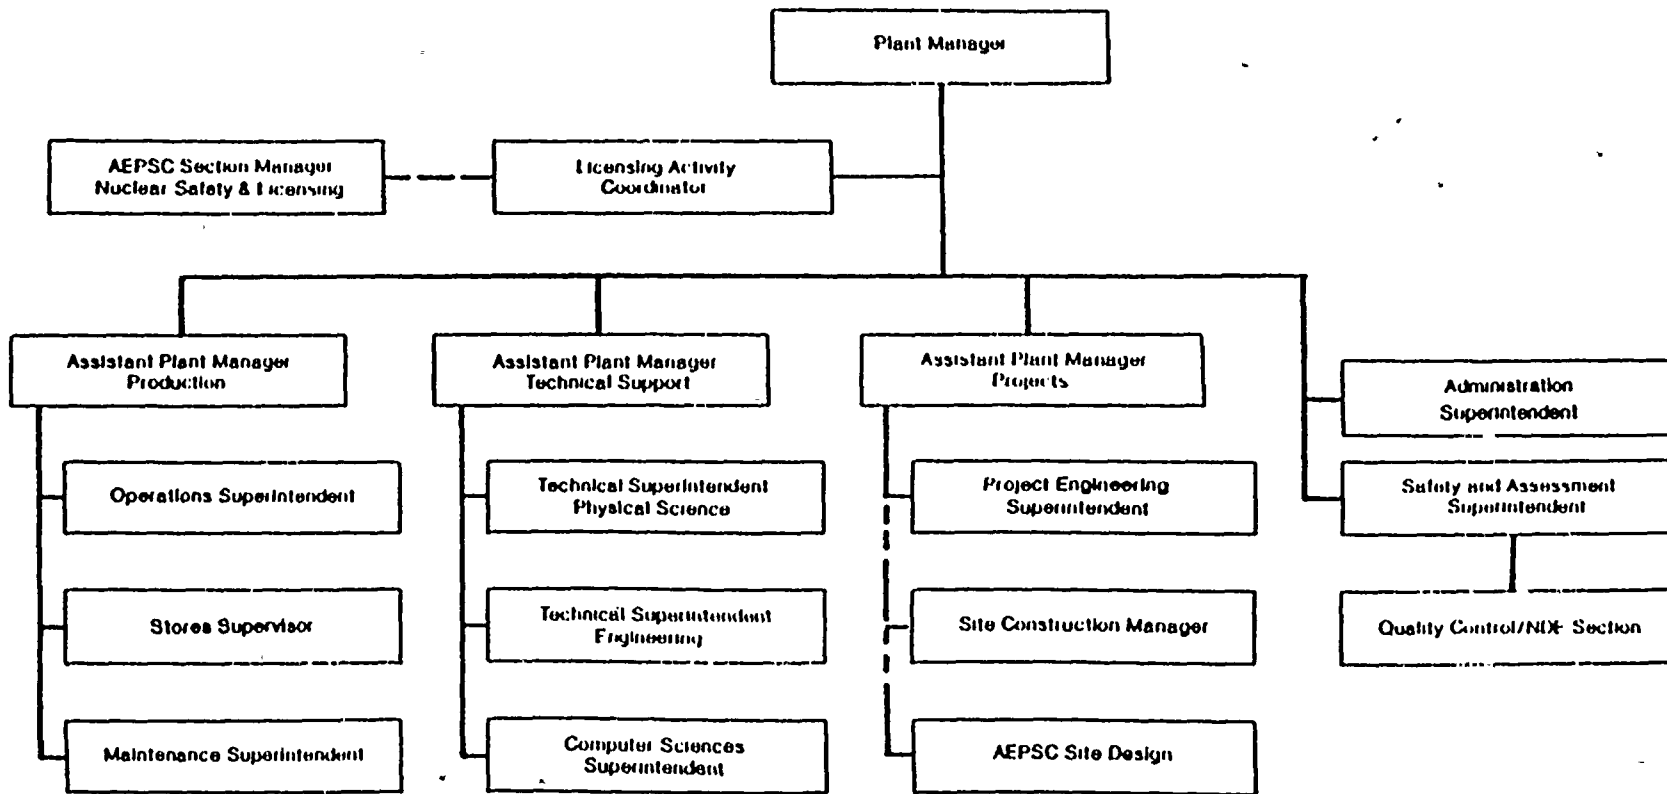 Plant Manager
AEPSC Section Manager
Nuclear Safety & Licensing
Licensing Activity
Coordinator
Assistant Plant Manager
Production
Assistant Plant Manager
Technical Support
Assistant Plant Manager
Projects
Administration
Superintendent
Operations Superintendent
Technical Superintendent
Physical Science
Project Engineering
Superintendent
Safety and Assessment
Superintendent
Stores Supervisor
Technical Superintendent
Engineering
Site Construction Manager
Quality Control/NDE Section
Maintenance Superintendent
Computer Sciences
Superintendent
AEPSC Site Design